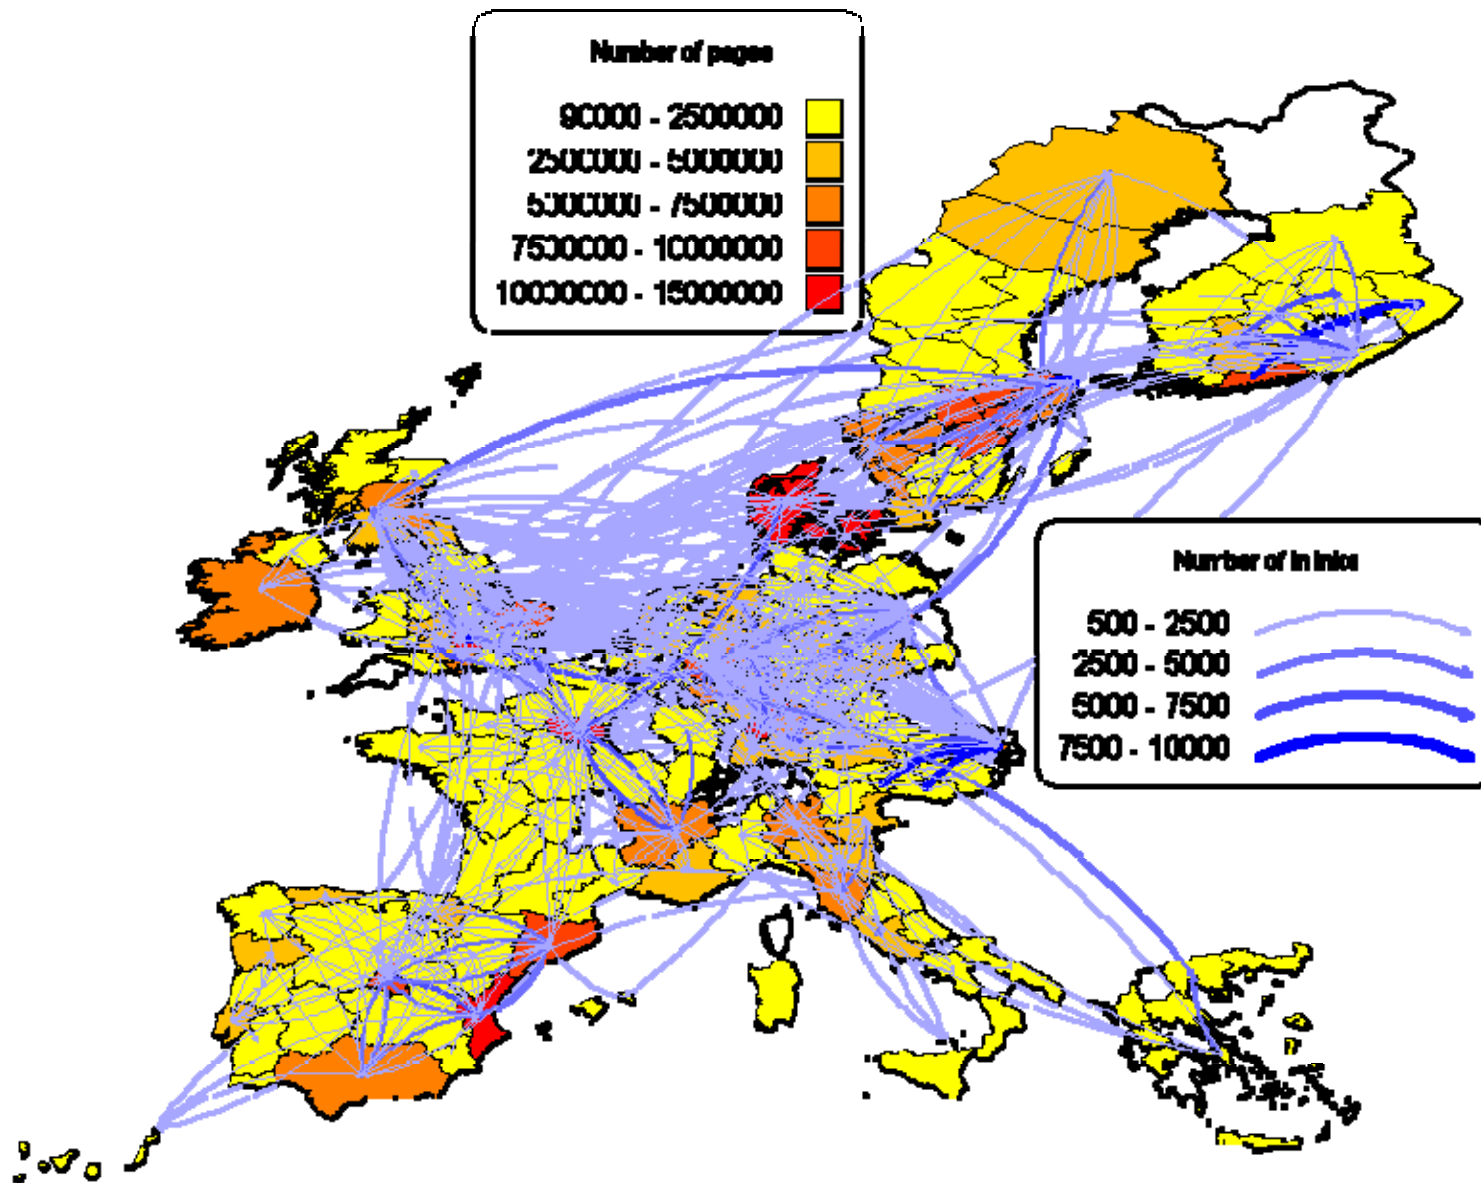 Number of pages
90000 - 2500000
2500000 - 5000000
5000000 - 7500000
7500000 - 10000000
10000000 - 15000000
Number of inlinks
500 - 2500
2500 - 5000
5000 - 7500
7500 - 10000